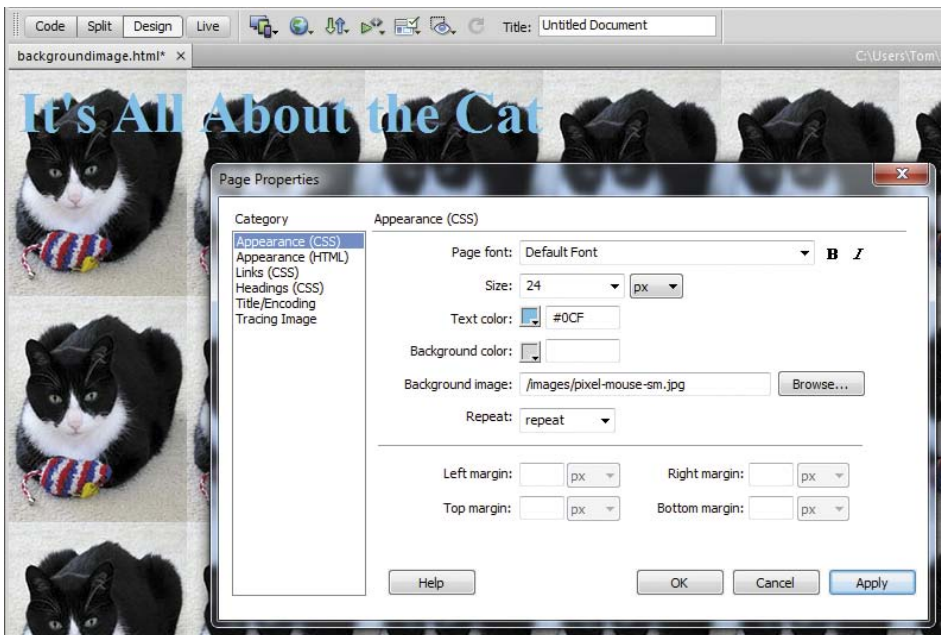 Code Split Design Live Title: Untitled Document
backgroundimage.html* × C:\Users\Tom\
It's All About the Cat
Page Properties
Category
Appearance (CSS)
Appearance (HTML)
Links (CSS)
Headings (CSS)
Title/Encoding
Tracing Image
Appearance (CSS)
Page font: Default Font B I
Size: 24 px
Text color: #0CF
Background color:
Background image: /images/pixel-mouse-sm.jpg Browse...
Repeat: repeat
Left margin: px Right margin: px
Top margin: px Bottom margin: px
Help OK Cancel Apply